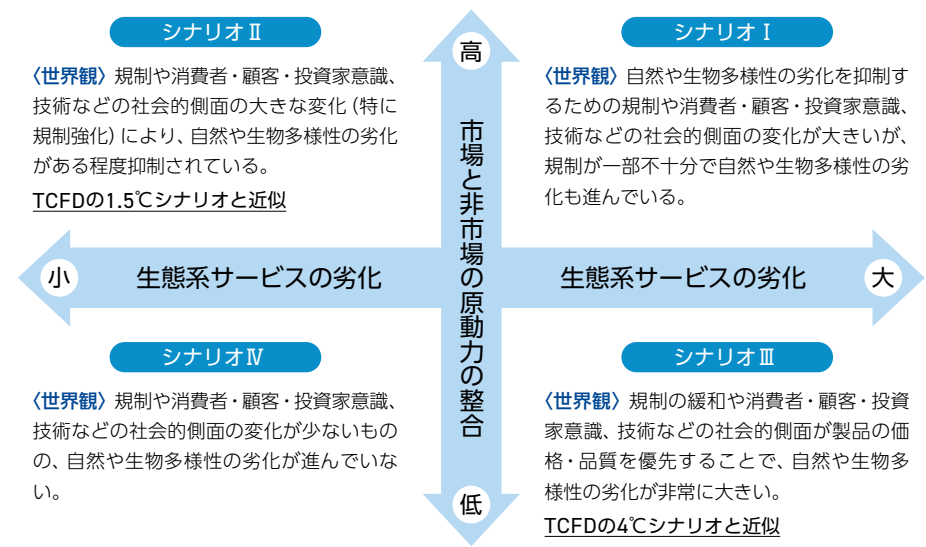 シナリオⅡ
〈世界観〉規制や消費者・顧客・投資家意識、
技術などの社会的側面の大きな変化（特に
規制強化）により、自然や生物多様性の劣化
がある程度抑制されている。
TCFDの1.5℃シナリオと近似
高
市場と非市場の原動力の整合
低
シナリオⅠ
〈世界観〉自然や生物多様性の劣化を抑制す
るための規制や消費者・顧客・投資家意識、
技術などの社会的側面の変化が大きいが、
規制が一部不十分で自然や生物多様性の劣
化も進んでいる。
小
生態系サービスの劣化
生態系サービスの劣化
大
シナリオⅣ
〈世界観〉規制や消費者・顧客・投資家意識、
技術などの社会的側面の変化が少ないもの
の、自然や生物多様性の劣化が進んでいな
い。
シナリオⅢ
〈世界観〉規制の緩和や消費者・顧客・投資
家意識、技術などの社会的側面が製品の価
格・品質を優先することで、自然や生物多
様性の劣化が非常に大きい。
TCFDの4℃シナリオと近似